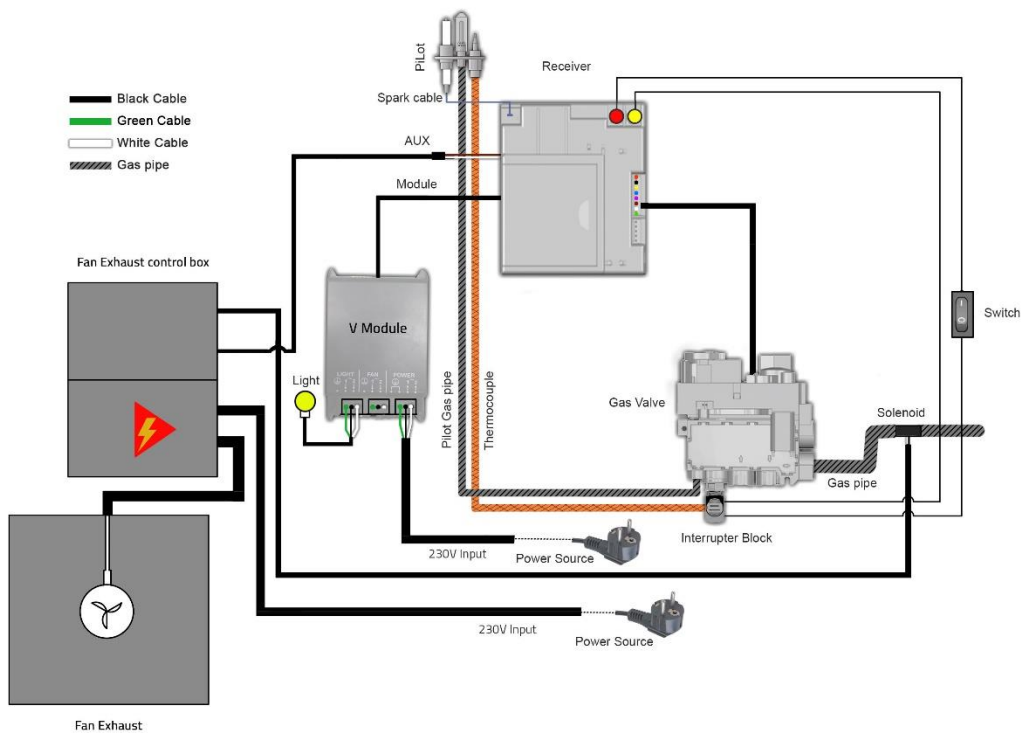 PiLot
Receiver
Spark cable
Black Cable
Green Cable
White Cable
Gas pipe
AUX
Module
Fan Exhaust control box
V Module
LIGHT FAN POWER
Light
Switch
Pilot Gas pipe
Thermocouple
Gas Valve
Solenoid
Gas pipe
Interrupter Block
230V Input
Power Source
230V Input
Power Source
Fan Exhaust